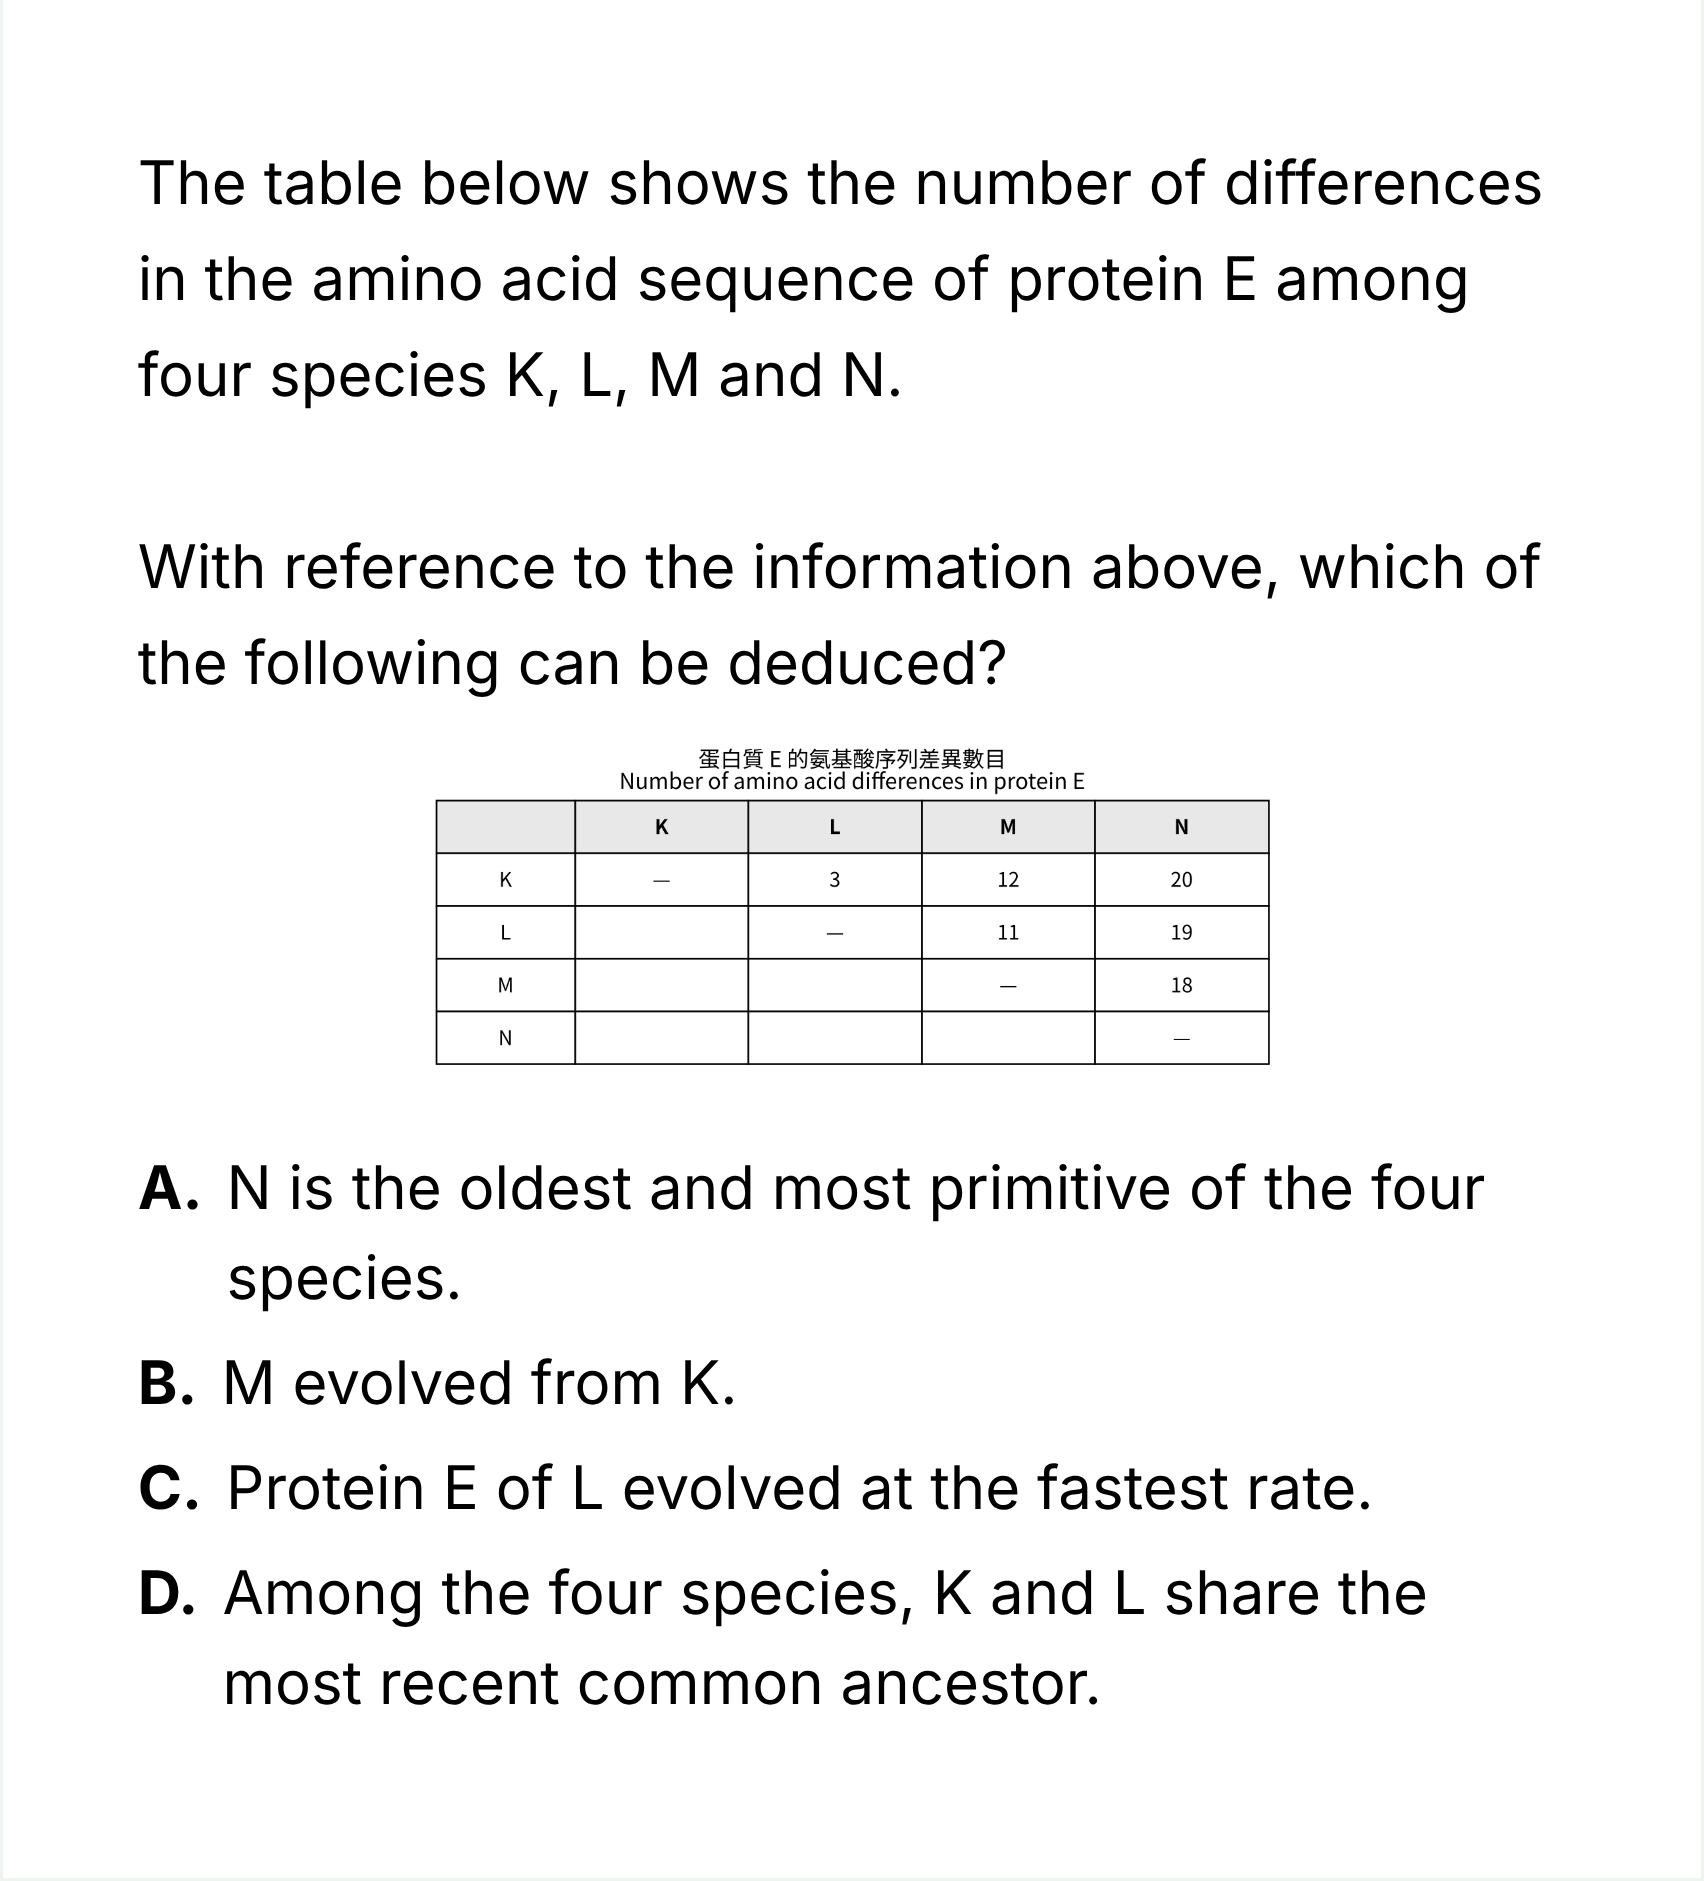 The table below shows the number of differences
in the amino acid sequence of protein E among
four species K, L, M and N.
With reference to the information above, which of
the following can be deduced?
蛋白質 E 的氨基酸序列差異數目
Number of amino acid differences in protein E
K L M N
K — 3 12 20
L — 11 19
M — 18
N —
A. N is the oldest and most primitive of the four
species.
B. M evolved from K.
C. Protein E of L evolved at the fastest rate.
D. Among the four species, K and L share the
most recent common ancestor.